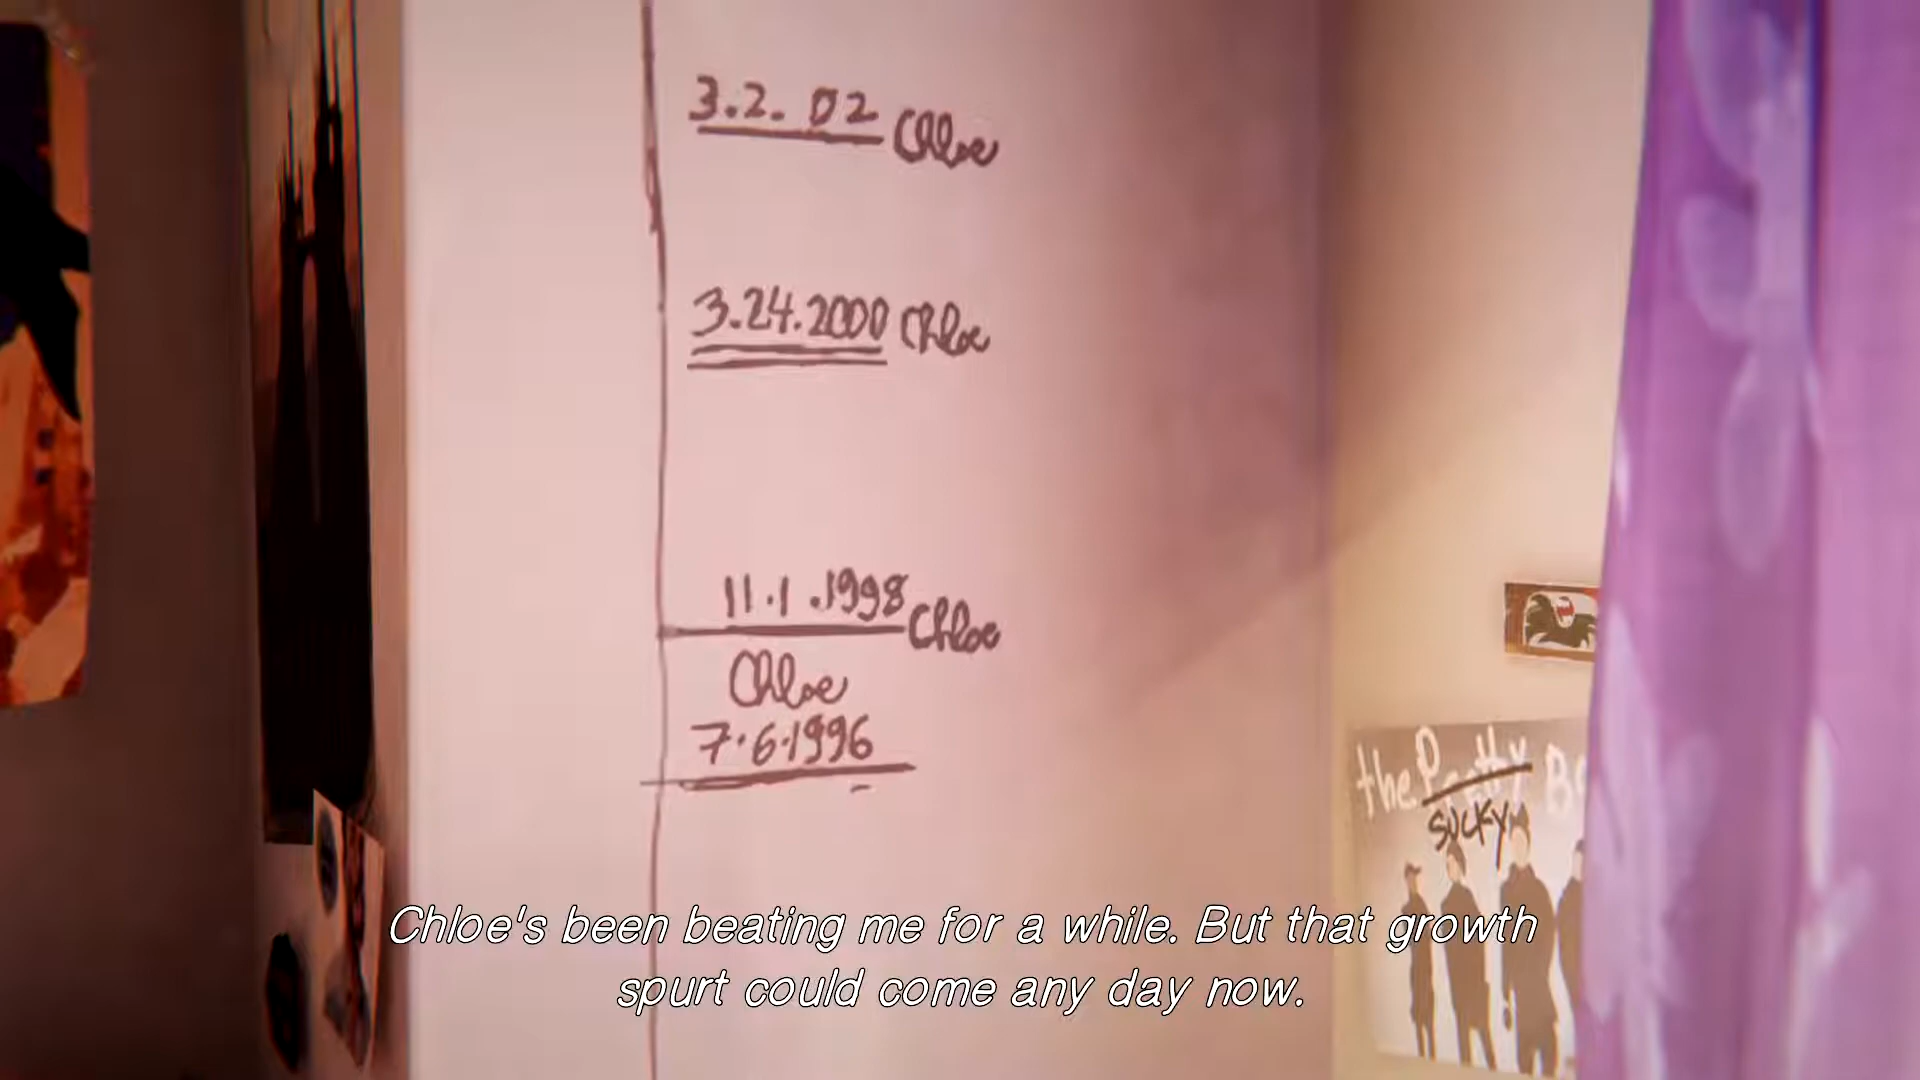 3.2.02 Chloe
3.24.2000 Chloe
11.1.1998 Chloe
Chloe
7.6.1996
the Pretty
SUCKY
Chloe's been beating me for a while. But that growth
spurt could come any day now.